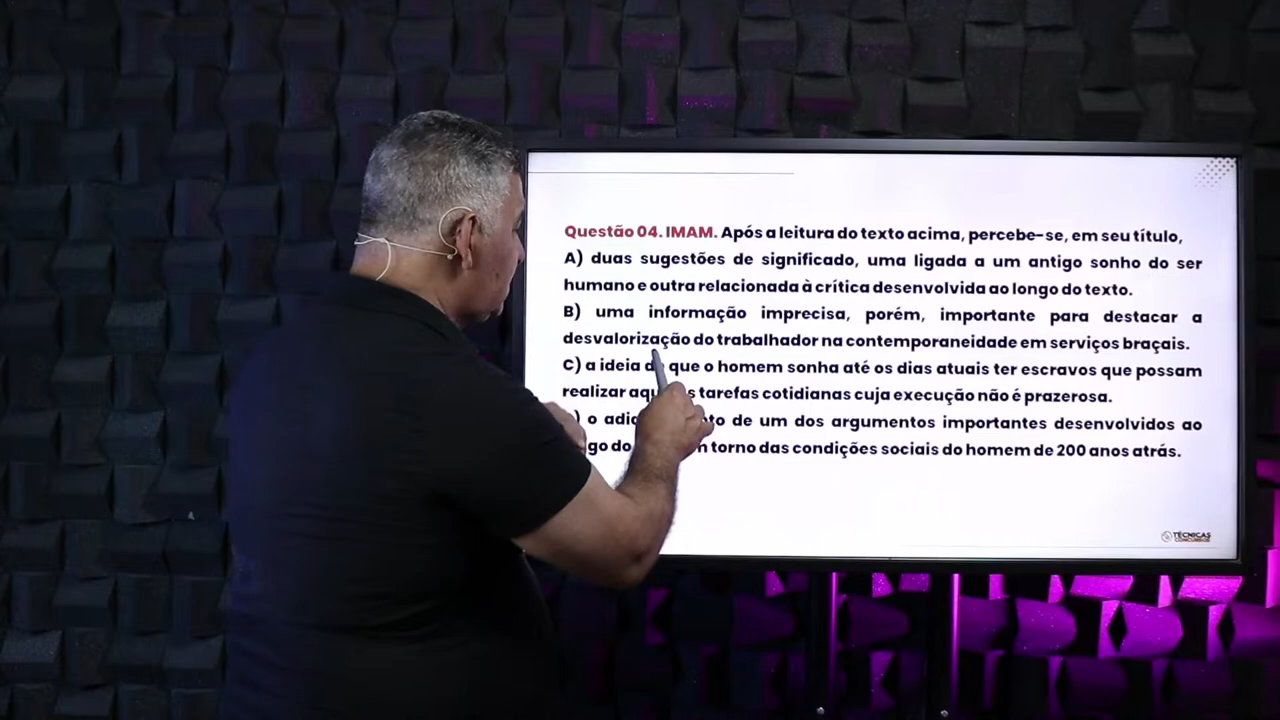 Questão 04. IMAM. Após a leitura do texto acima, percebe-se, em seu título,
A) duas sugestões de significado, uma ligada a um antigo sonho do ser
humano e outra relacionada à crítica desenvolvida ao longo do texto.
B) uma informação imprecisa, porém, importante para destacar a
desvalorização do trabalhador na contemporaneidade em serviços braçais.
C) a ideia de que o homem sonha até os dias atuais ter escravos que possam
realizar tarefas cotidianas cuja execução não é prazerosa.
o de um dos argumentos importantes desenvolvidos ao
torno das condições sociais do homem de 200 anos atrás.
TÉCNICAS
CONCURSOS